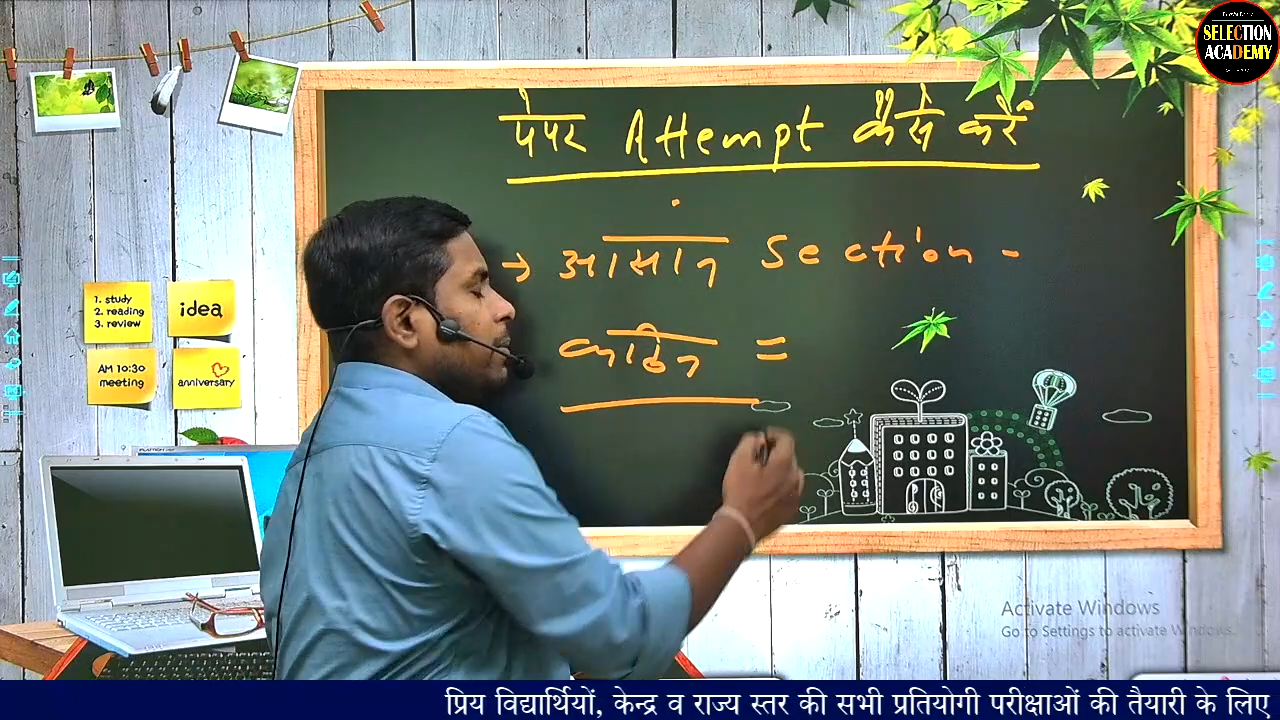 SELECTION
ACADEMY
पेपर Attempt कैसे करें
→ आसान Section -
कठिन =
1. study
2. reading
3. review
idea
AM 10:30
meeting
anniversary
Activate Windows
Go to Settings to activate Windows.
प्रिय विद्यार्थियों, केन्द्र व राज्य स्तर की सभी प्रतियोगी परीक्षाओं की तैयारी के लिए